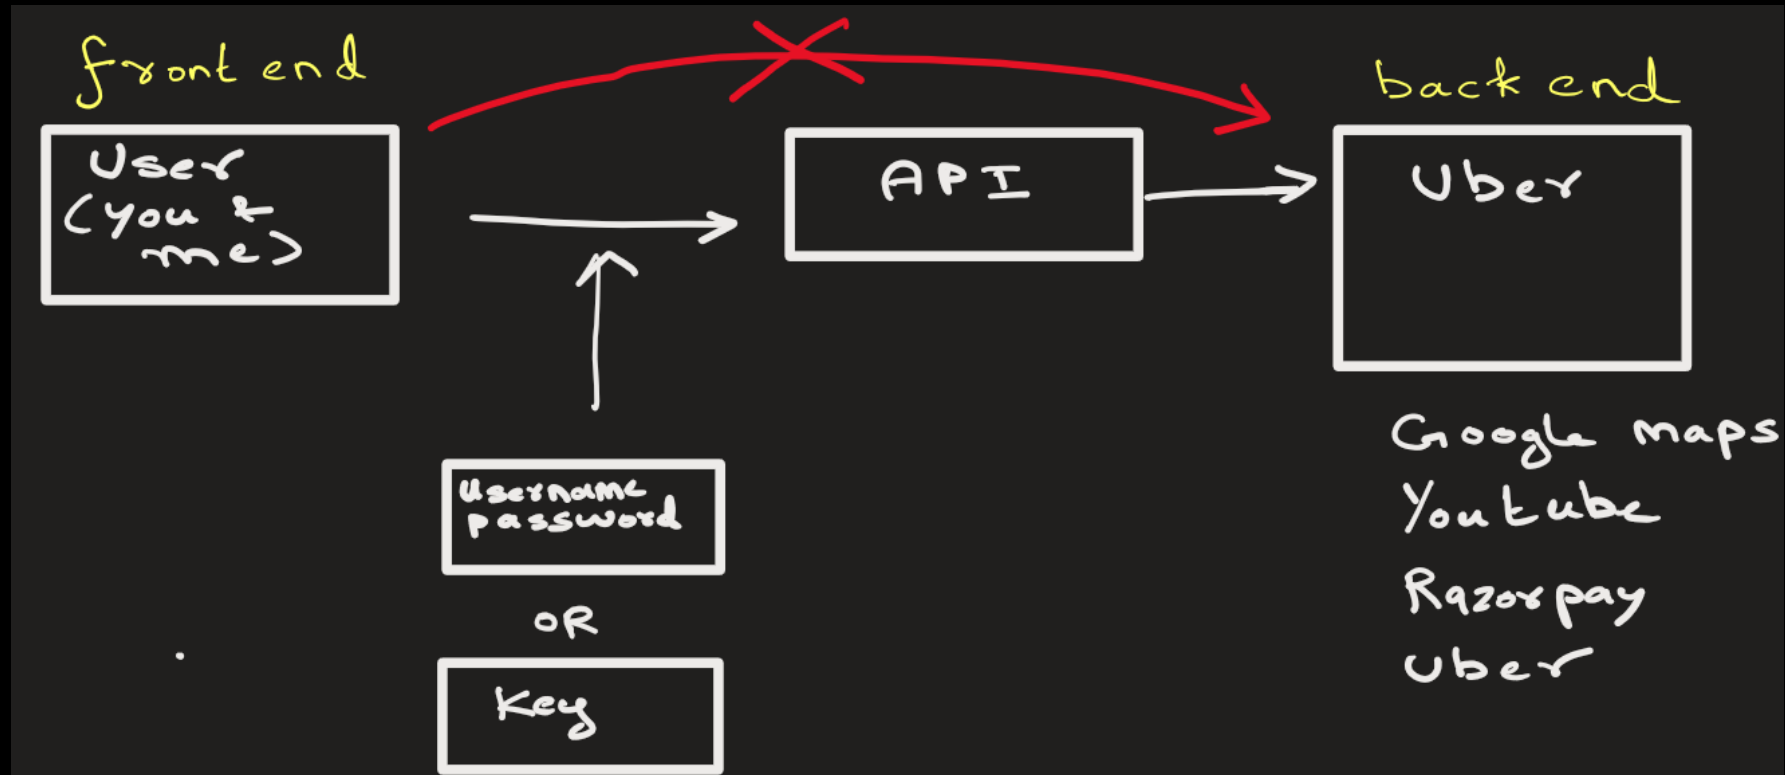 front end
back end
User
(you &
me)
API
Uber
username
password
OR
Key
Google maps
Youtube
Razorpay
Uber